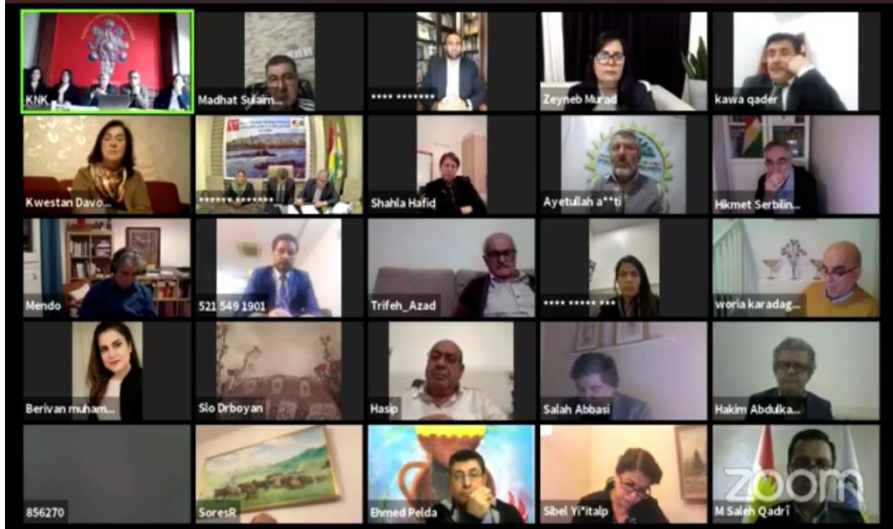 KNK
Madhat Sulaim...
**** *******
Zeyneb Murad
kawa qader
Kwestan Davo...
****** *******
Shahla Hafid
Ayetullah a**ti
Hikmet Serbilin...
Mendo
521 549 1901
Trifeh_Azad
**** ***** ***
woria karadag...
Berivan muham...
Slo Drboyan
Hasip
Salah Abbasi
Hakim Abdulka...
856270
SoresR
Ehmed Pelda
Sibel Yi*italp
M Saleh Qadrî
zoom